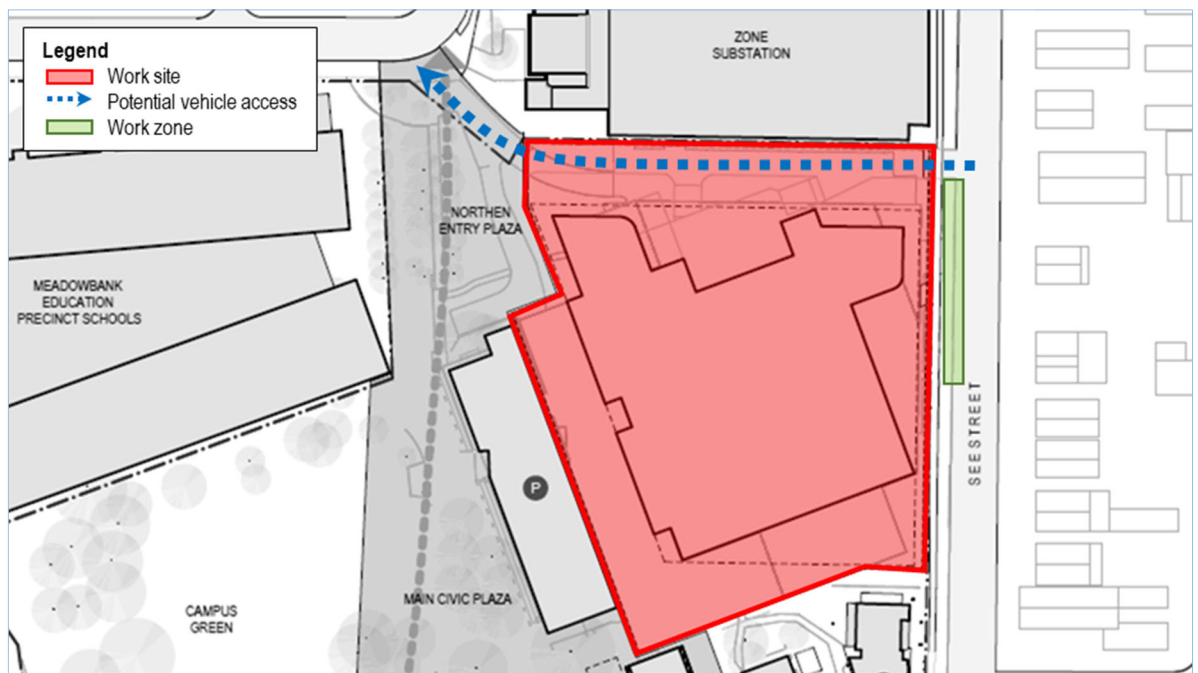 Legend
Work site
Potential vehicle access
Work zone
ZONE
SUBSTATION
NORTHEN
ENTRY PLAZA
MEADOWBANK
EDUCATION
PRECINCT SCHOOLS
SEE STREET
P
MAIN CIVIC PLAZA
CAMPUS
GREEN